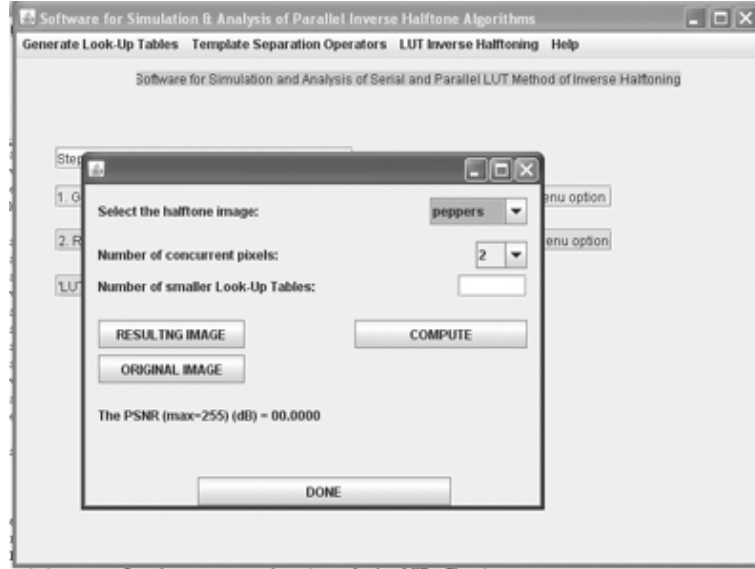 Software for Simulation & Analysis of Parallel Inverse Halftone Algorithms
Generate Look-Up Tables Template Separation Operators LUT Inverse Halftoning Help
Software for Simulation and Analysis of Serial and Parallel LUT Method of Inverse Halftoning
Step
1. G
enu option
2. R
enu option
'LU
Select the halftone image: peppers
Number of concurrent pixels: 2
Number of smaller Look-Up Tables:
RESULTNG IMAGE COMPUTE
ORIGINAL IMAGE
The PSNR (max=255) (dB) = 00.0000
DONE